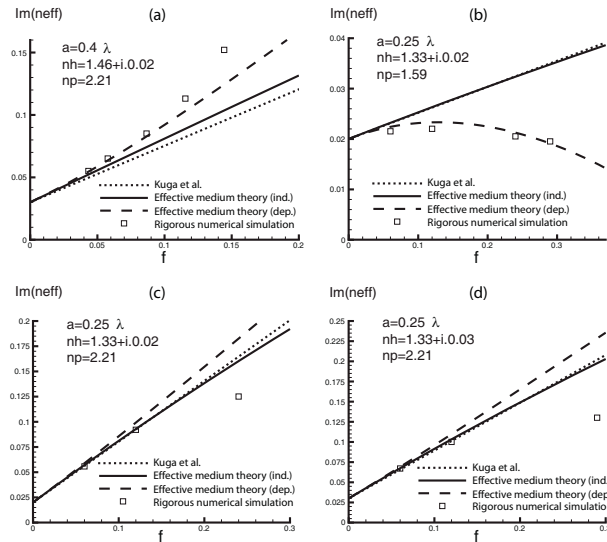 Im(neff)
(a)
a=0.4 λ
nh=1.46+i.0.02
np=2.21
0.15
0.1
0.05
0
Kuga et al.
Effective medium theory (ind.)
Effective medium theory (dep.)
Rigorous numerical simulation
0
0.05
0.1
0.15
0.2
f
Im(neff)
(b)
a=0.25 λ
nh=1.33+i.0.02
np=1.59
0.04
0.03
0.02
0.01
0
Kuga et al.
Effective medium theory (ind.)
Effective medium theory (dep.)
Rigorous numerical simulation
0
0.1
0.2
0.3
f
Im(neff)
(c)
a=0.25 λ
nh=1.33+i.0.02
np=2.21
0.2
0.175
0.15
0.125
0.1
0.075
0.05
0.025
0
Kuga et al.
Effective medium theory (ind.)
Effective medium theory (dep.)
Rigorous numerical simulation
0
0.1
0.2
0.3
f
Im(neff)
(d)
a=0.25 λ
nh=1.33+i.0.03
np=2.21
0.25
0.225
0.2
0.175
0.15
0.125
0.1
0.075
0.05
0.025
0
Kuga et al.
Effective medium theory (ind.)
Effective medium theory (dep.)
Rigorous numerical simulation
0
0.1
0.2
0.3
f